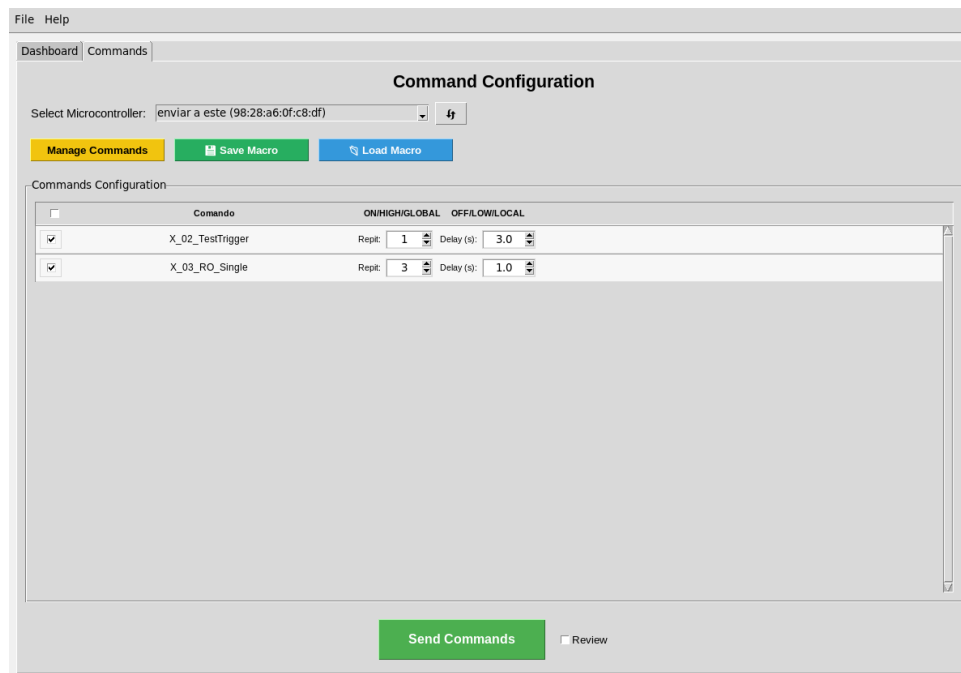 File Help
Dashboard Commands
Command Configuration
Select Microcontroller: enviar a este (98:28:a6:0f:c8:df)
Manage Commands Save Macro Load Macro
Commands Configuration
Comando ON/HIGH/GLOBAL OFF/LOW/LOCAL
X_02_TestTrigger Repit: 1 Delay (s): 3.0
X_03_RO_Single Repit: 3 Delay (s): 1.0
Send Commands Review